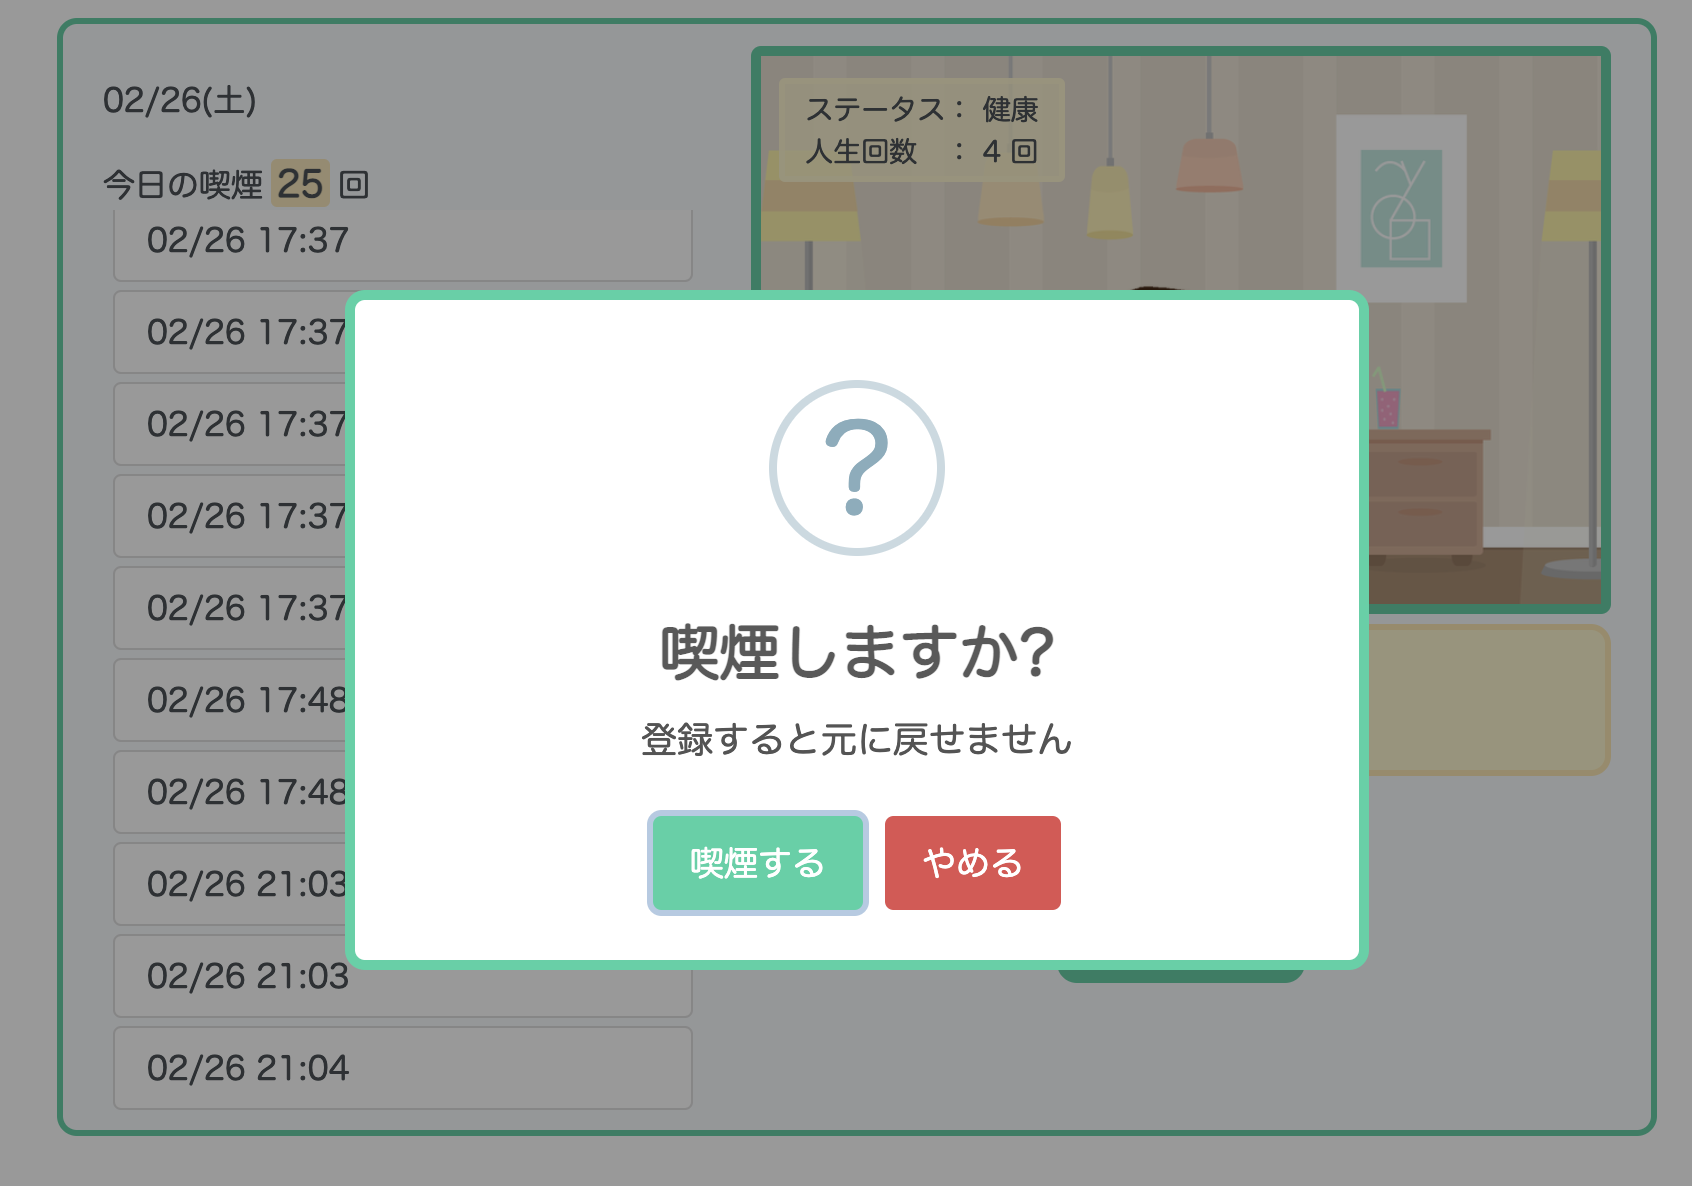 02/26(土)
今日の喫煙 25 回
02/26 17:37
02/26 17:37
02/26 17:37
02/26 17:37
02/26 17:37
02/26 17:48
02/26 17:48
02/26 21:03
02/26 21:03
02/26 21:04
ステータス： 健康
人生回数 ： 4 回
?
喫煙しますか?
登録すると元に戻せません
喫煙する
やめる